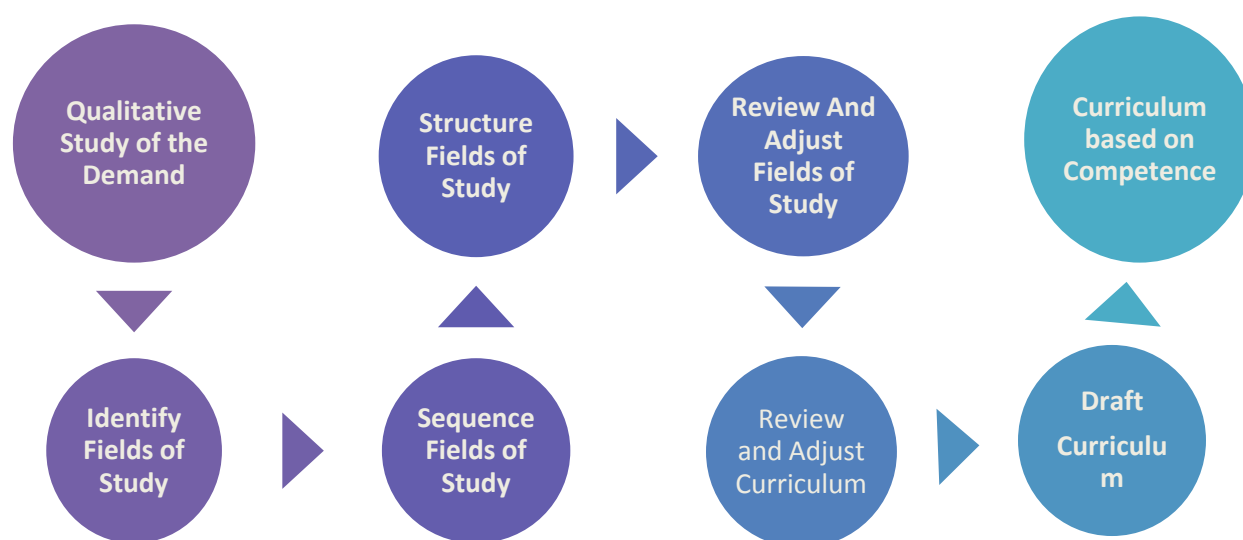 Qualitative
Study of the
Demand
Identify
Fields of
Study
Sequence
Fields of
Study
Structure
Fields of
Study
Review And
Adjust
Fields of
Study
Review
and Adjust
Curriculum
Draft
Curriculu
m
Curriculum
based on
Competence